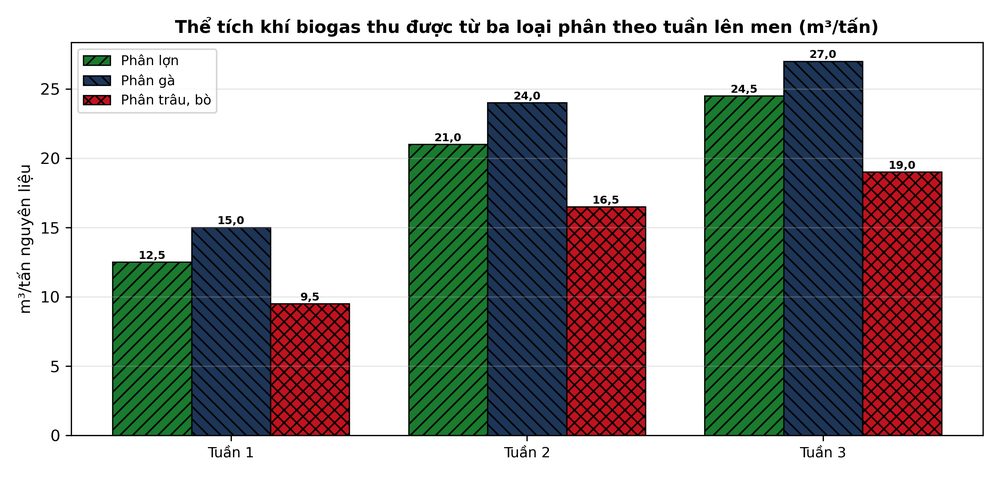 Thể tích khí biogas thu được từ ba loại phân theo tuần lên men (m³/tấn)
Phân lợn
Phân gà
Phân trâu, bò
m³/tấn nguyên liệu
25
20
15
10
5
0
12,5
15,0
9,5
21,0
24,0
16,5
24,5
27,0
19,0
Tuần 1
Tuần 2
Tuần 3